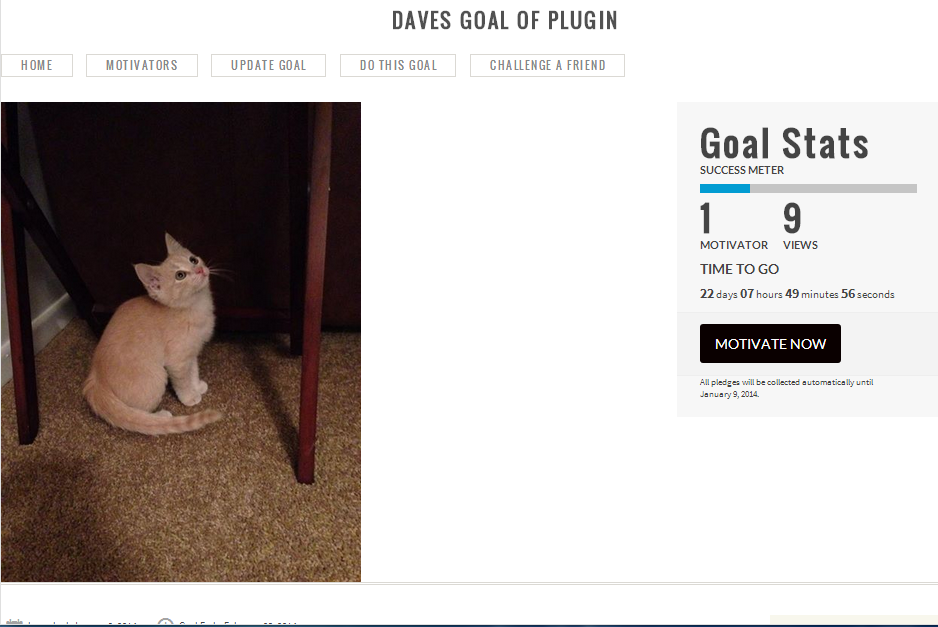 DAVES GOAL OF PLUGIN
HOME MOTIVATORS UPDATE GOAL DO THIS GOAL CHALLENGE A FRIEND
Goal Stats
SUCCESS METER
1 9
MOTIVATOR VIEWS
TIME TO GO
22 days 07 hours 49 minutes 56 seconds
MOTIVATE NOW
All pledges will be collected automatically until
January 9, 2014.